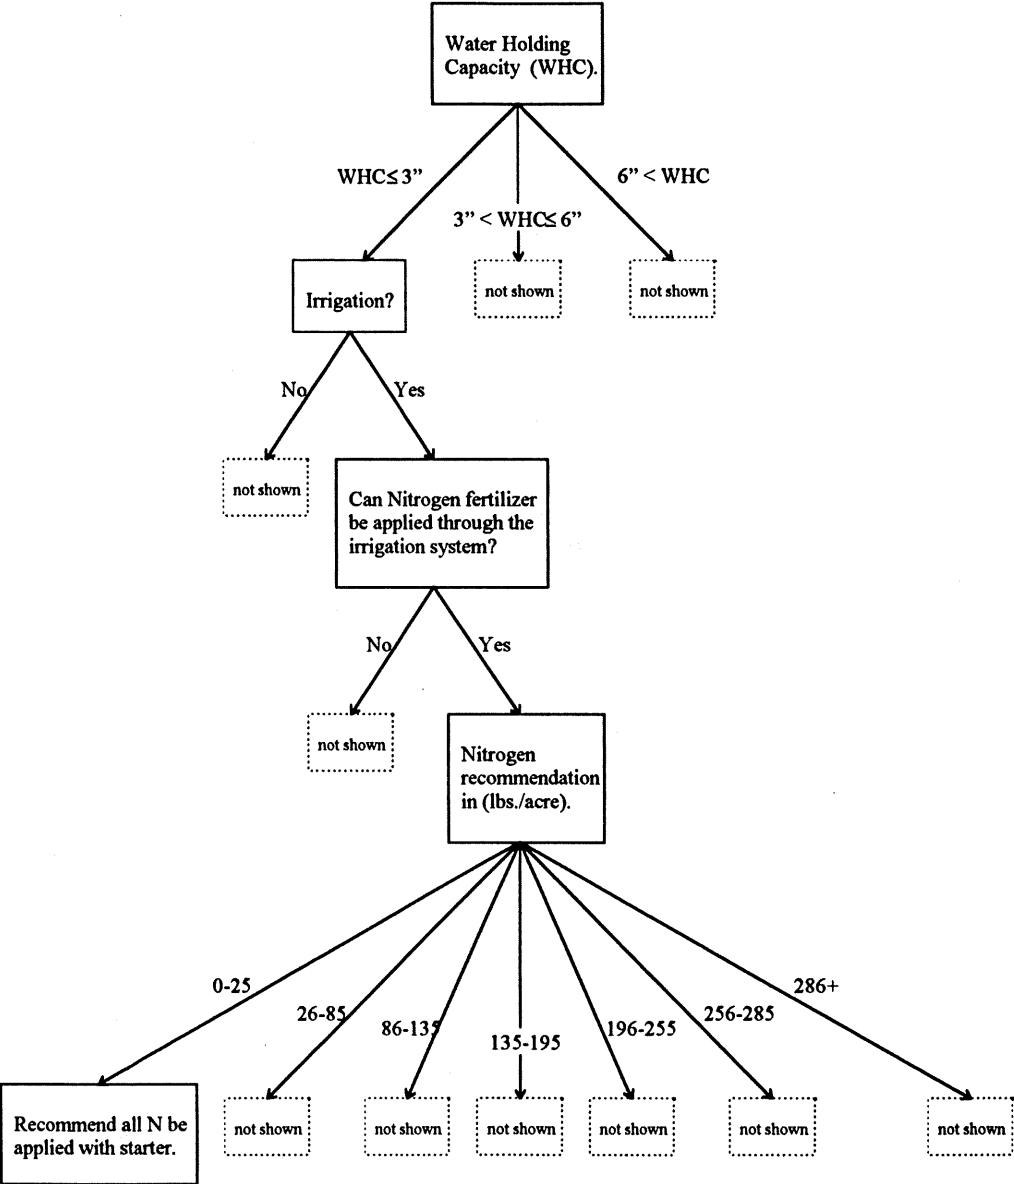 Water Holding
Capacity (WHC).
WHC≤3”
6” < WHC
3” < WHC≤6”
Irrigation?
not shown
not shown
No
Yes
not shown
Can Nitrogen fertilizer
be applied through the
irrigation system?
No
Yes
not shown
Nitrogen
recommendation
in (lbs./acre).
0-25
26-85
86-135
135-195
196-255
256-285
286+
Recommend all N be
applied with starter.
not shown
not shown
not shown
not shown
not shown
not shown